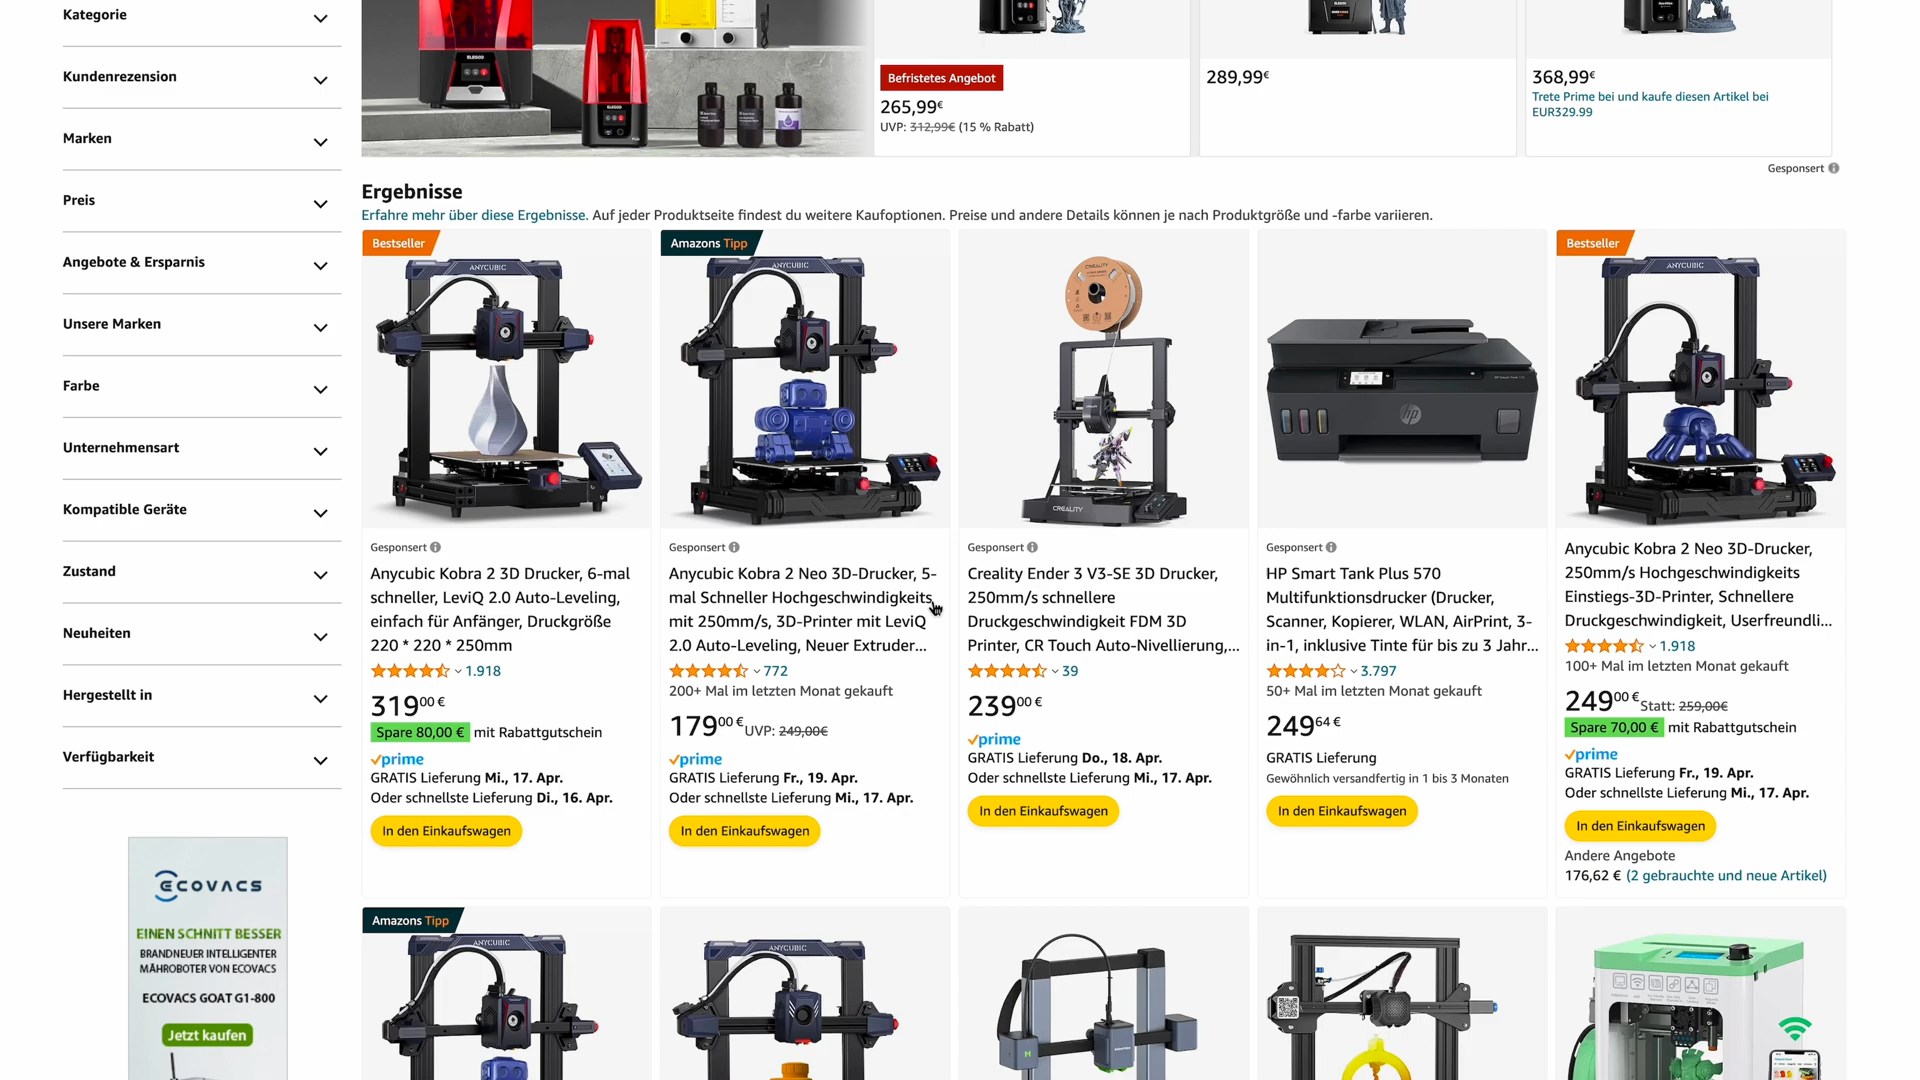 Kategorie
Kundenrezension
Marken
Preis
Angebote & Ersparnis
Unsere Marken
Farbe
Unternehmensart
Kompatible Geräte
Zustand
Neuheiten
Hergestellt in
Verfügbarkeit
ECOVACS
EINEN SCHNITT BESSER
BRANDNEUER INTELLIGENTER
MÄHROBOTER VON ECOVACS
ECOVACS GOAT G1-800
Jetzt kaufen
ELEGOO
ELEGOO
Befristetes Angebot
265,99€
UVP: 312,99€ (15 % Rabatt)
289,99€
368,99€
Trete Prime bei und kaufe diesen Artikel bei
EUR329.99
Gesponsert
Ergebnisse
Erfahre mehr über diese Ergebnisse. Auf jeder Produktseite findest du weitere Kaufoptionen. Preise und andere Details können je nach Produktgröße und -farbe variieren.
Bestseller
ANYCUBIC
Gesponsert
Anycubic Kobra 2 3D Drucker, 6-mal
schneller, LeviQ 2.0 Auto-Leveling,
einfach für Anfänger, Druckgröße
220 * 220 * 250mm
1.918
31900 €
Spare 80,00 € mit Rabattgutschein
prime
GRATIS Lieferung Mi., 17. Apr.
Oder schnellste Lieferung Di., 16. Apr.
In den Einkaufswagen
Amazons Tipp
ANYCUBIC
Gesponsert
Anycubic Kobra 2 Neo 3D-Drucker, 5-
mal Schneller Hochgeschwindigkeits
mit 250mm/s, 3D-Printer mit LeviQ
2.0 Auto-Leveling, Neuer Extruder...
772
200+ Mal im letzten Monat gekauft
17900 € UVP: 249,00€
prime
GRATIS Lieferung Fr., 19. Apr.
Oder schnellste Lieferung Mi., 17. Apr.
In den Einkaufswagen
CREALITY
CREALITY
Gesponsert
Creality Ender 3 V3-SE 3D Drucker,
250mm/s schnellere
Druckgeschwindigkeit FDM 3D
Printer, CR Touch Auto-Nivellierung,...
39
23900 €
prime
GRATIS Lieferung Do., 18. Apr.
Oder schnellste Lieferung Mi., 17. Apr.
In den Einkaufswagen
hp
Gesponsert
HP Smart Tank Plus 570
Multifunktionsdrucker (Drucker,
Scanner, Kopierer, WLAN, AirPrint, 3-
in-1, inklusive Tinte für bis zu 3 Jahr...
3.797
50+ Mal im letzten Monat gekauft
24964 €
GRATIS Lieferung
Gewöhnlich versandfertig in 1 bis 3 Monaten
In den Einkaufswagen
Bestseller
ANYCUBIC
Anycubic Kobra 2 Neo 3D-Drucker,
250mm/s Hochgeschwindigkeits
Einstiegs-3D-Printer, Schnellere
Druckgeschwindigkeit, Userfreundli...
1.918
100+ Mal im letzten Monat gekauft
24900 € Statt: 259,00€
Spare 70,00 € mit Rabattgutschein
prime
GRATIS Lieferung Fr., 19. Apr.
Oder schnellste Lieferung Mi., 17. Apr.
In den Einkaufswagen
Andere Angebote
176,62 € (2 gebrauchte und neue Artikel)
Amazons Tipp
ANYCUBIC
ANYCUBIC